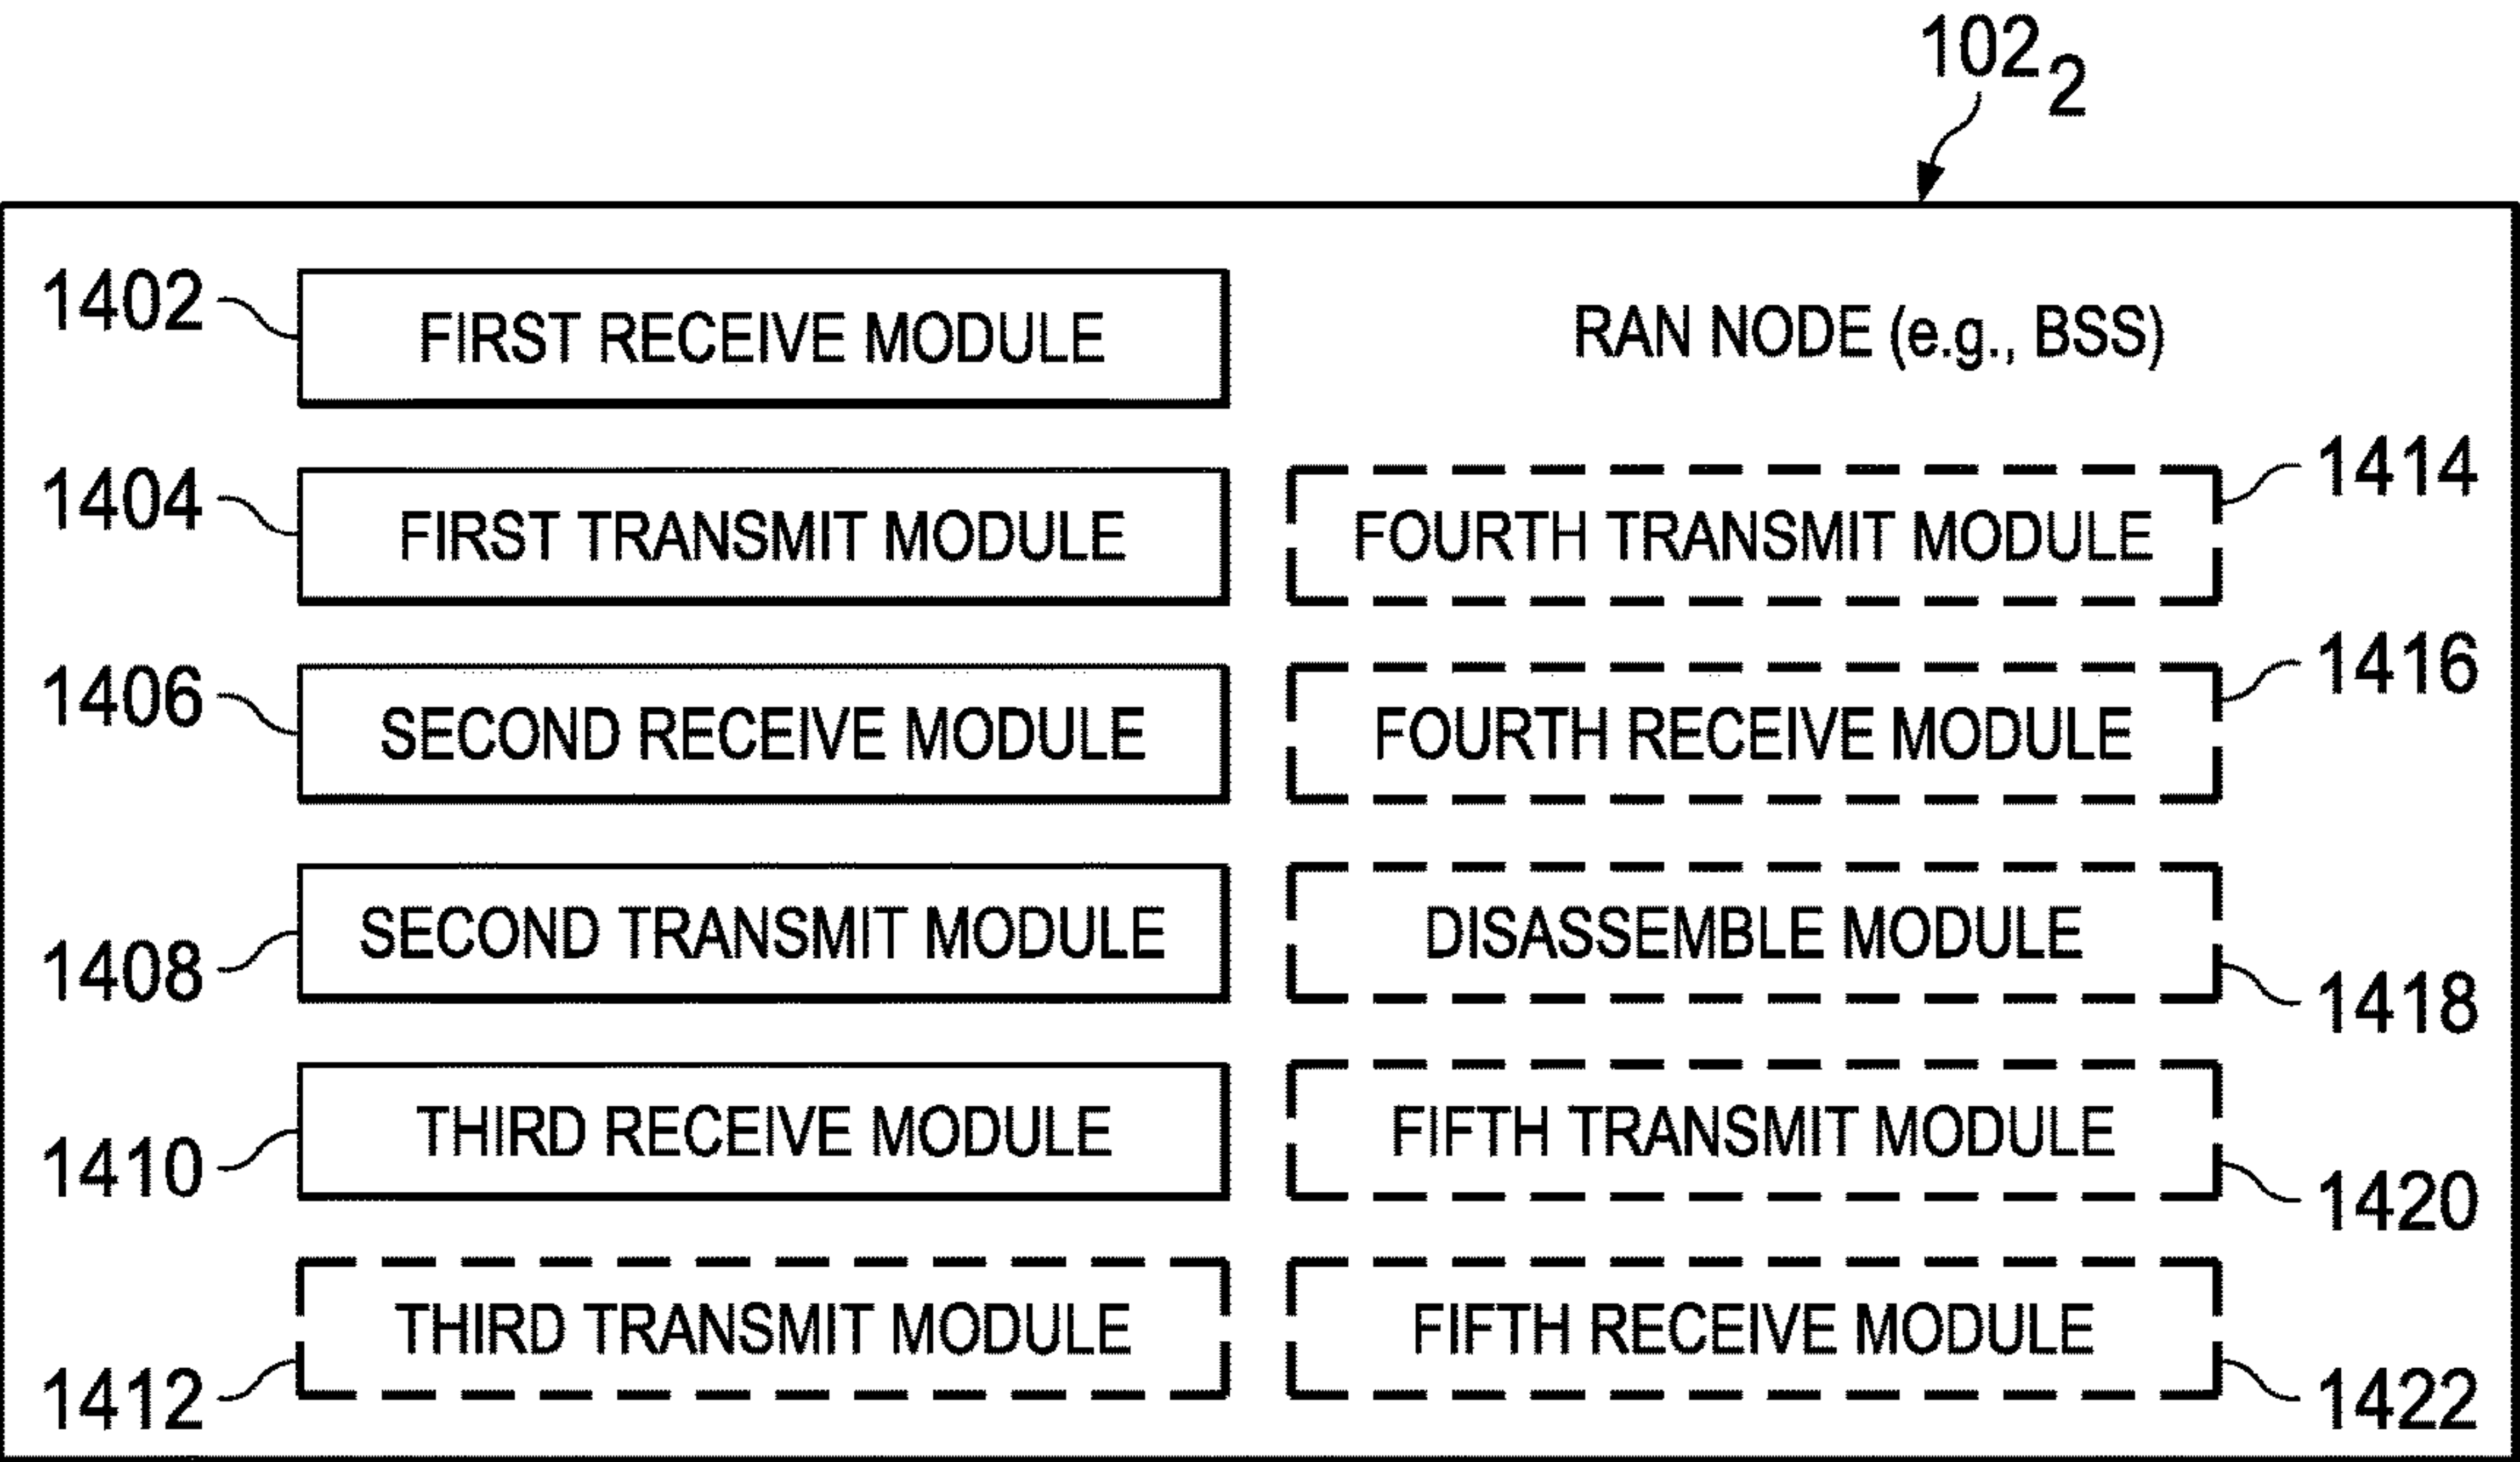 102₂
1402 FIRST RECEIVE MODULE RAN NODE (e.g., BSS)
1404 FIRST TRANSMIT MODULE FOURTH TRANSMIT MODULE 1414
1406 SECOND RECEIVE MODULE FOURTH RECEIVE MODULE 1416
1408 SECOND TRANSMIT MODULE DISASSEMBLE MODULE 1418
1410 THIRD RECEIVE MODULE FIFTH TRANSMIT MODULE 1420
1412 THIRD TRANSMIT MODULE FIFTH RECEIVE MODULE 1422